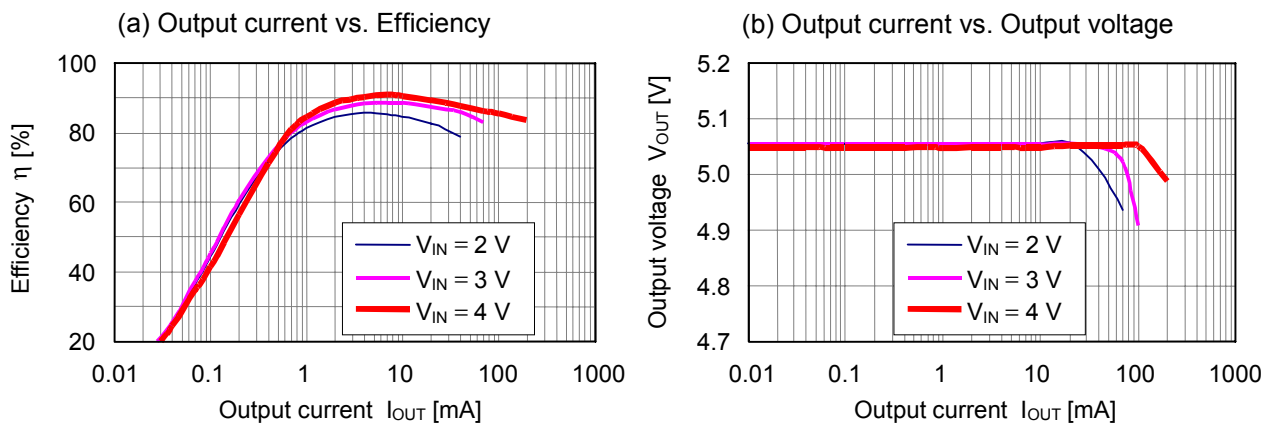 (a) Output current vs. Efficiency
100
80
60
40
20
Efficiency η [%]
VIN = 2 V
VIN = 3 V
VIN = 4 V
0.01 0.1 1 10 100 1000
Output current IOUT [mA]
(b) Output current vs. Output voltage
5.2
5.1
5.0
4.9
4.8
4.7
Output voltage VOUT [V]
VIN = 2 V
VIN = 3 V
VIN = 4 V
0.01 0.1 1 10 100 1000
Output current IOUT [mA]